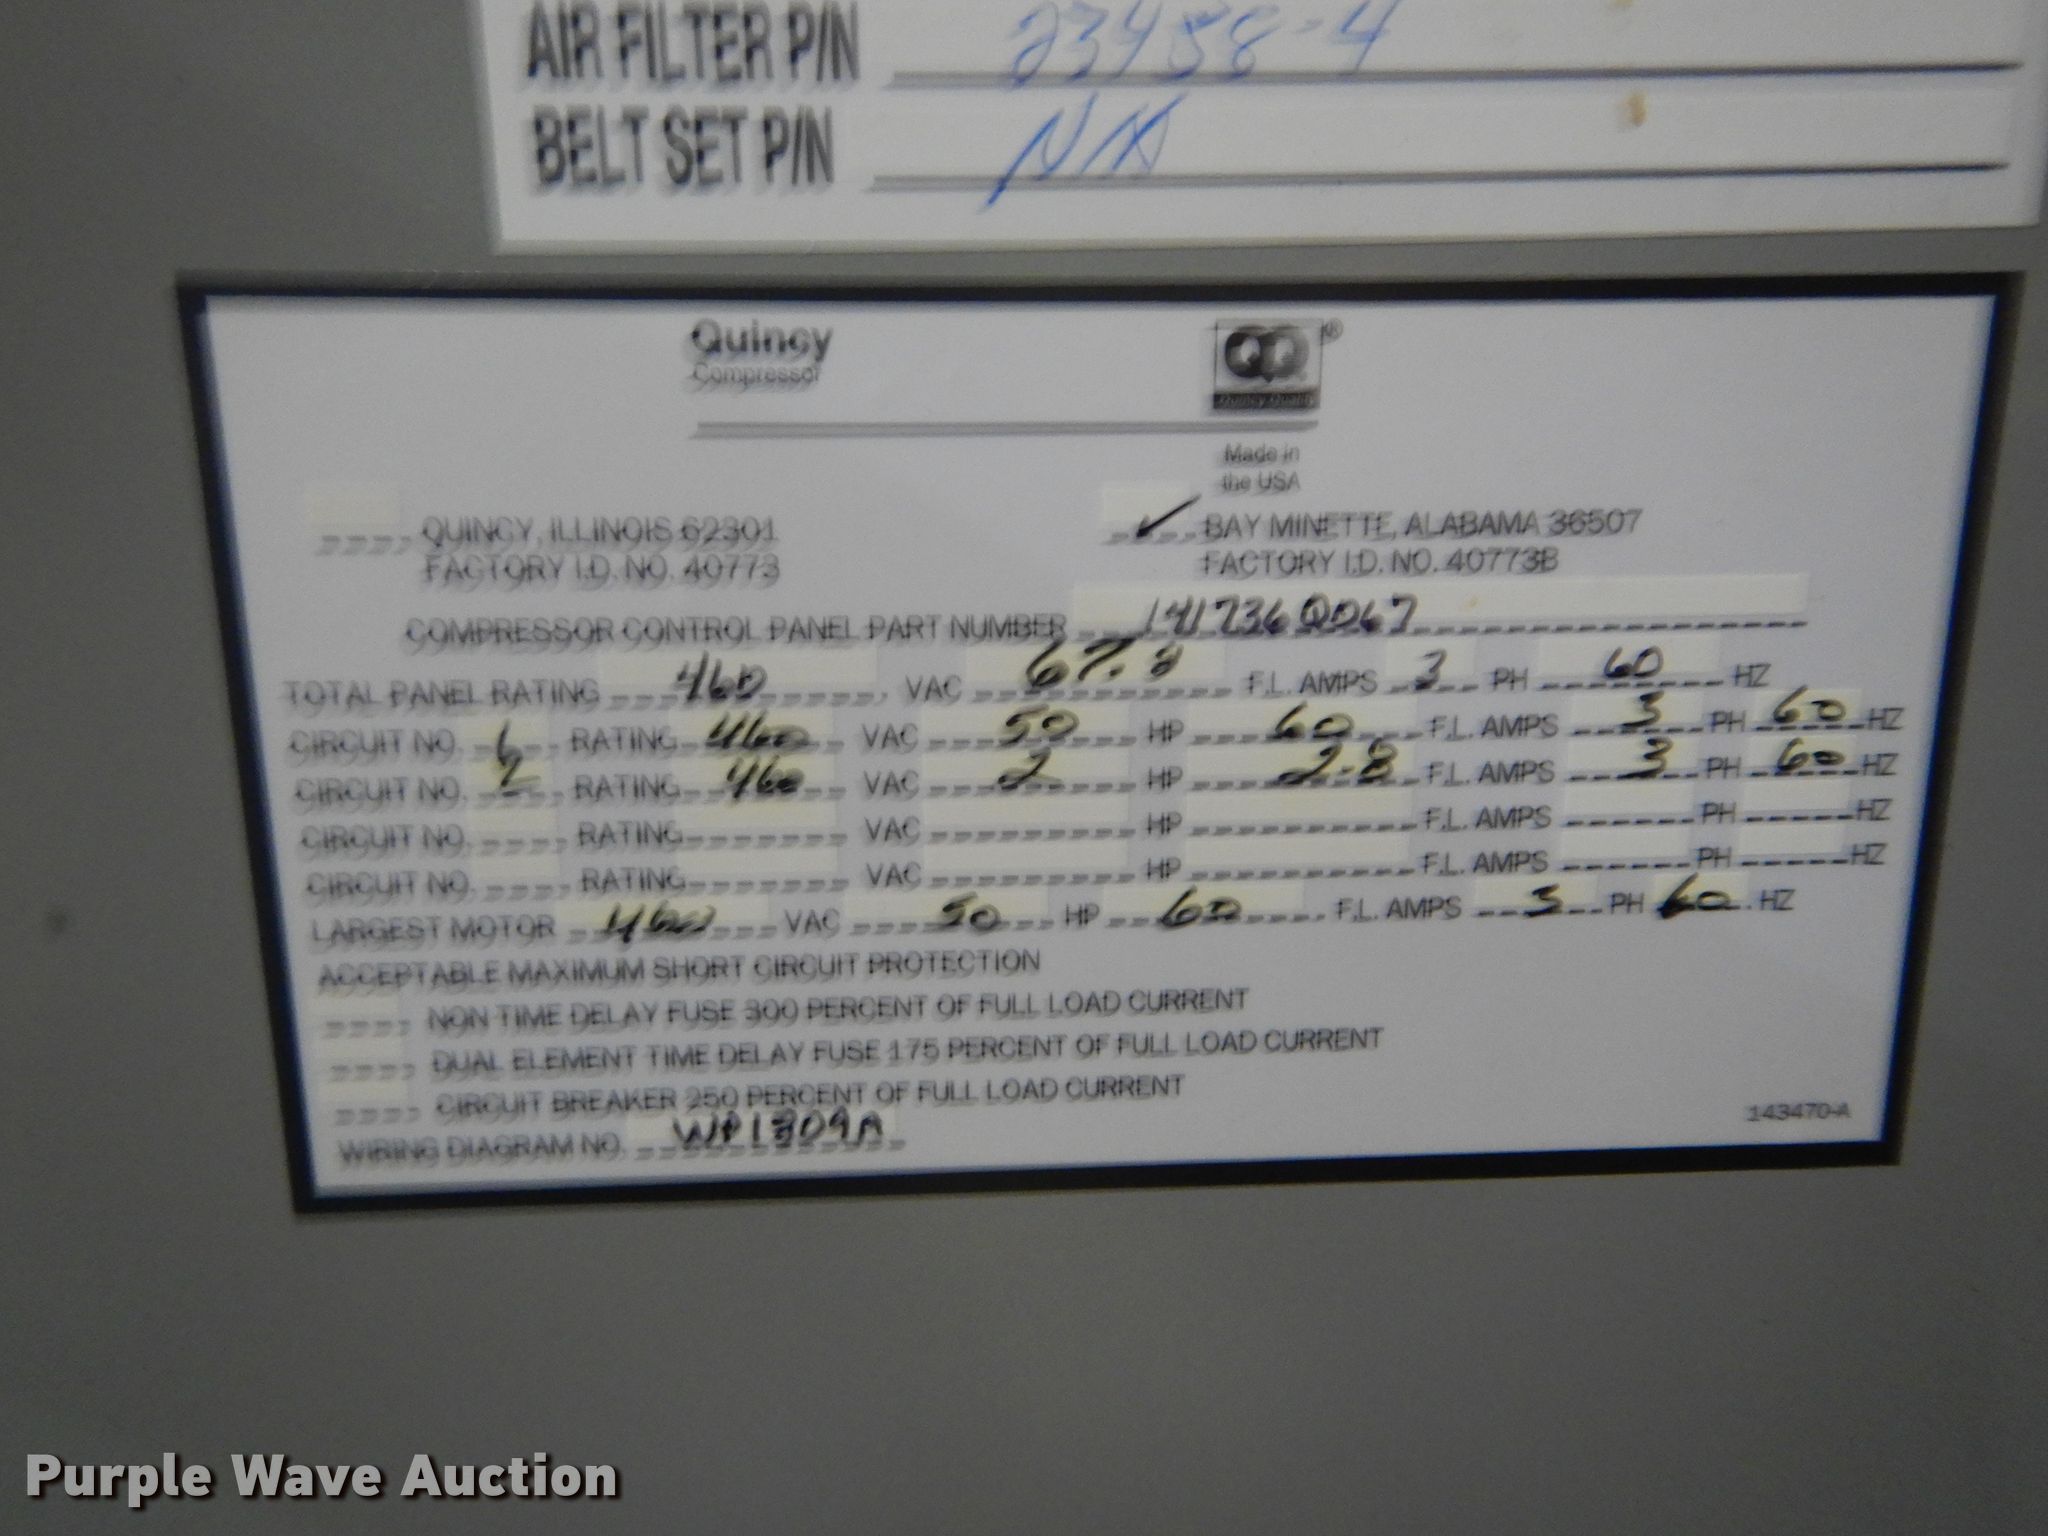 AIR FILTER P/N 23458-4
BELT SET P/N NA
Quincy
Compressor
QQ ®
Quincy Quality
Made in
the USA
QUINCY, ILLINOIS 62301
FACTORY I.D. NO. 40773
✓ BAY MINETTE, ALABAMA 36507
FACTORY I.D. NO. 40773B
COMPRESSOR CONTROL PANEL PART NUMBER 141736QD67
TOTAL PANEL RATING 460 VAC 67.8 F.L. AMPS 3 PH 60 HZ
CIRCUIT NO. RATING 460 VAC 50 HP 60 F.L. AMPS 3 PH 60 HZ
CIRCUIT NO. 2 RATING 460 VAC 2 HP 2.8 F.L. AMPS 3 PH 60 HZ
CIRCUIT NO. RATING VAC HP F.L. AMPS PH HZ
CIRCUIT NO. RATING VAC HP F.L. AMPS PH HZ
LARGEST MOTOR 460 VAC 50 HP 60 F.L. AMPS 3 PH 60 HZ
ACCEPTABLE MAXIMUM SHORT CIRCUIT PROTECTION
NON TIME DELAY FUSE 300 PERCENT OF FULL LOAD CURRENT
DUAL ELEMENT TIME DELAY FUSE 175 PERCENT OF FULL LOAD CURRENT
CIRCUIT BREAKER 250 PERCENT OF FULL LOAD CURRENT
WIRING DIAGRAM NO. WP1809A
143470-A
Purple Wave Auction